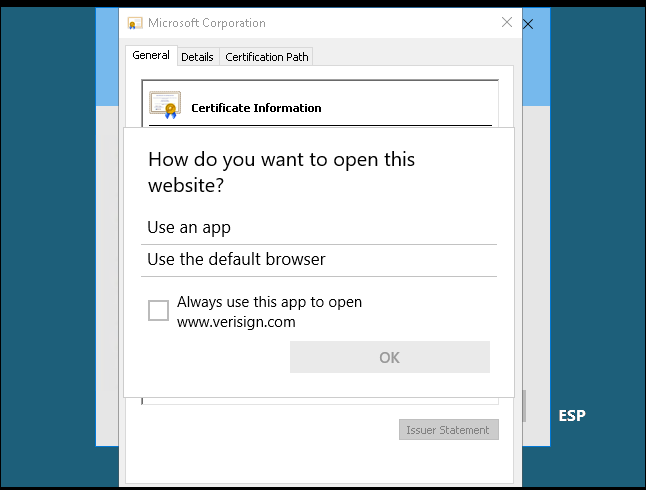 Microsoft Corporation
General Details Certification Path
Certificate Information
How do you want to open this
website?
Use an app
Use the default browser
Always use this app to open
www.verisign.com
OK
Issuer Statement
ESP